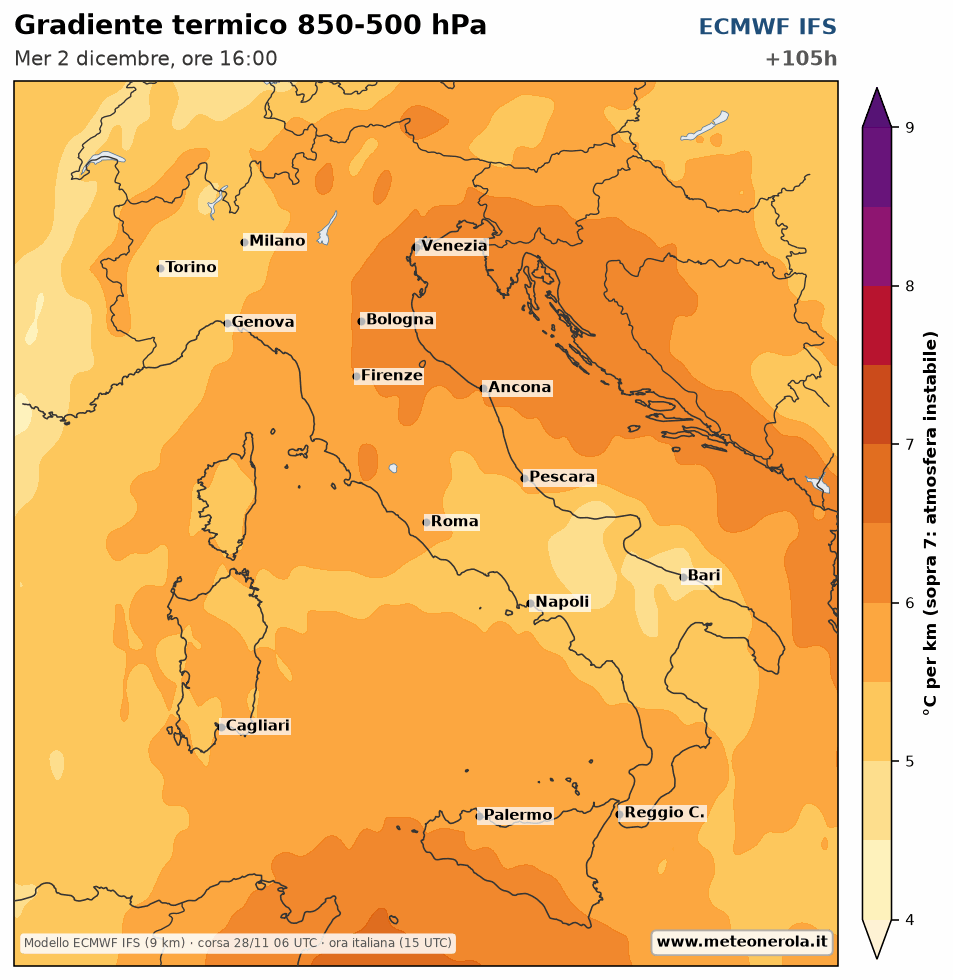 Gradiente termico 850-500 hPa
ECMWF IFS
Mer 2 dicembre, ore 16:00
+105h
Milano
Venezia
Torino
Genova
Bologna
Firenze
Ancona
Pescara
Roma
Bari
Napoli
Cagliari
Palermo
Reggio C.
9
8
7
6
5
4
°C per km (sopra 7: atmosfera instabile)
Modello ECMWF IFS (9 km) · corsa 28/11 06 UTC · ora italiana (15 UTC)
www.meteonerola.it